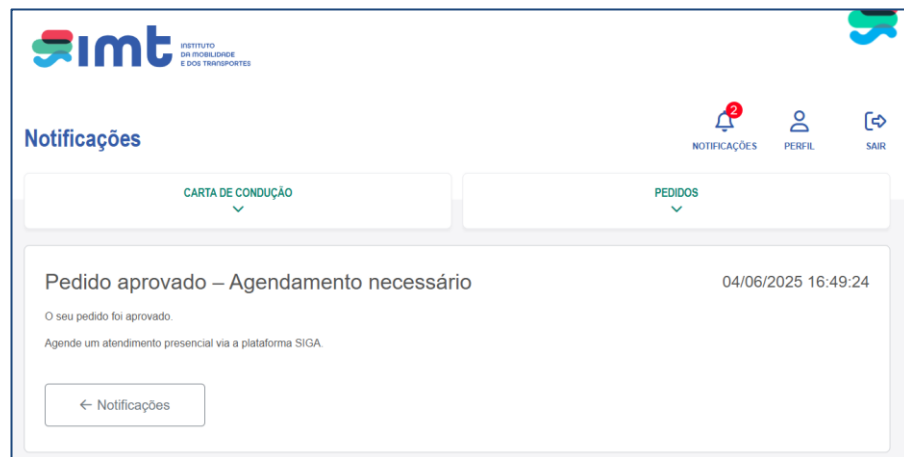 imt
INSTITUTO
DA MOBILIDADE
E DOS TRANSPORTES
2
Notificações
NOTIFICAÇÕES
PERFIL
SAIR
CARTA DE CONDUÇÃO
PEDIDOS
Pedido aprovado – Agendamento necessário
04/06/2025 16:49:24
O seu pedido foi aprovado.
Agende um atendimento presencial via a plataforma SIGA.
← Notificações